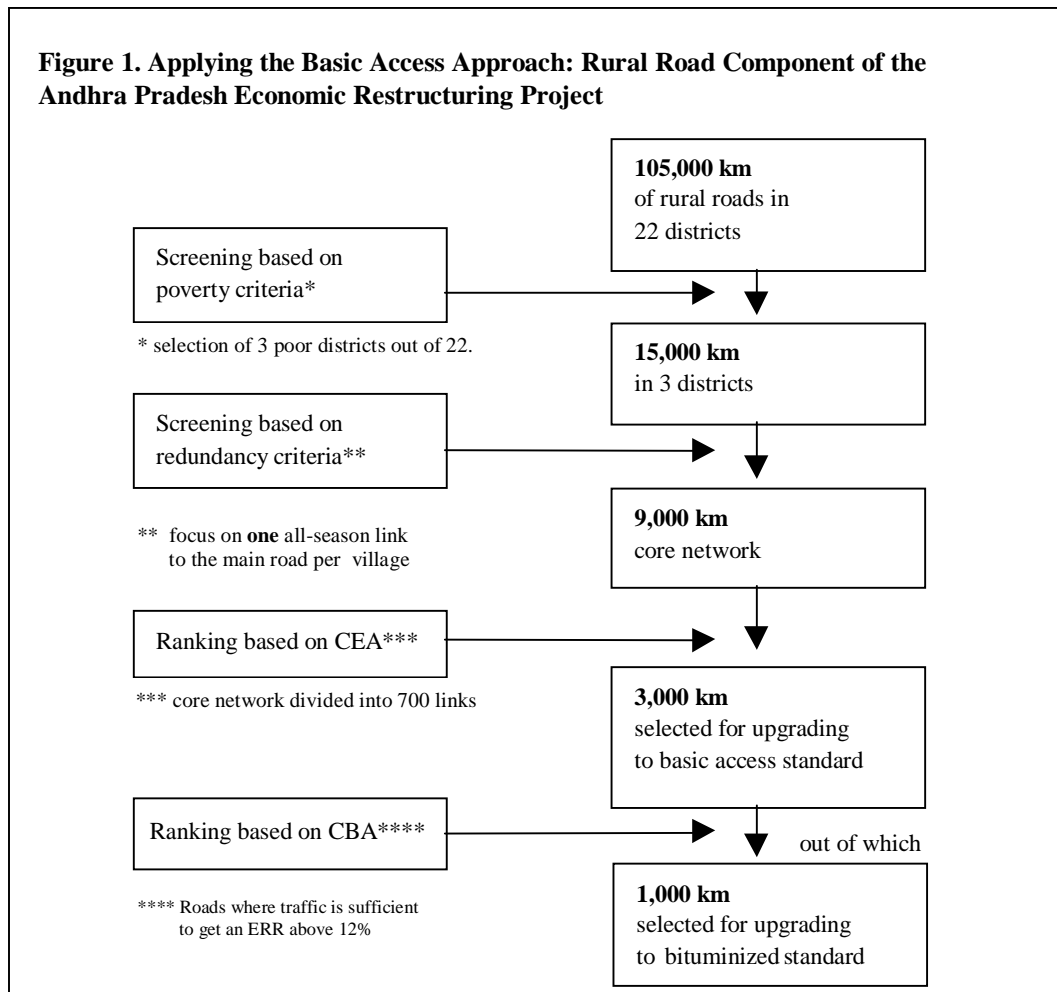 Figure 1. Applying the Basic Access Approach: Rural Road Component of the
Andhra Pradesh Economic Restructuring Project
105,000 km
of rural roads in
22 districts
Screening based on
poverty criteria*
* selection of 3 poor districts out of 22.
15,000 km
in 3 districts
Screening based on
redundancy criteria**
** focus on one all-season link
to the main road per village
9,000 km
core network
Ranking based on CEA***
*** core network divided into 700 links
3,000 km
selected for upgrading
to basic access standard
Ranking based on CBA****
out of which
**** Roads where traffic is sufficient
to get an ERR above 12%
1,000 km
selected for upgrading
to bituminized standard